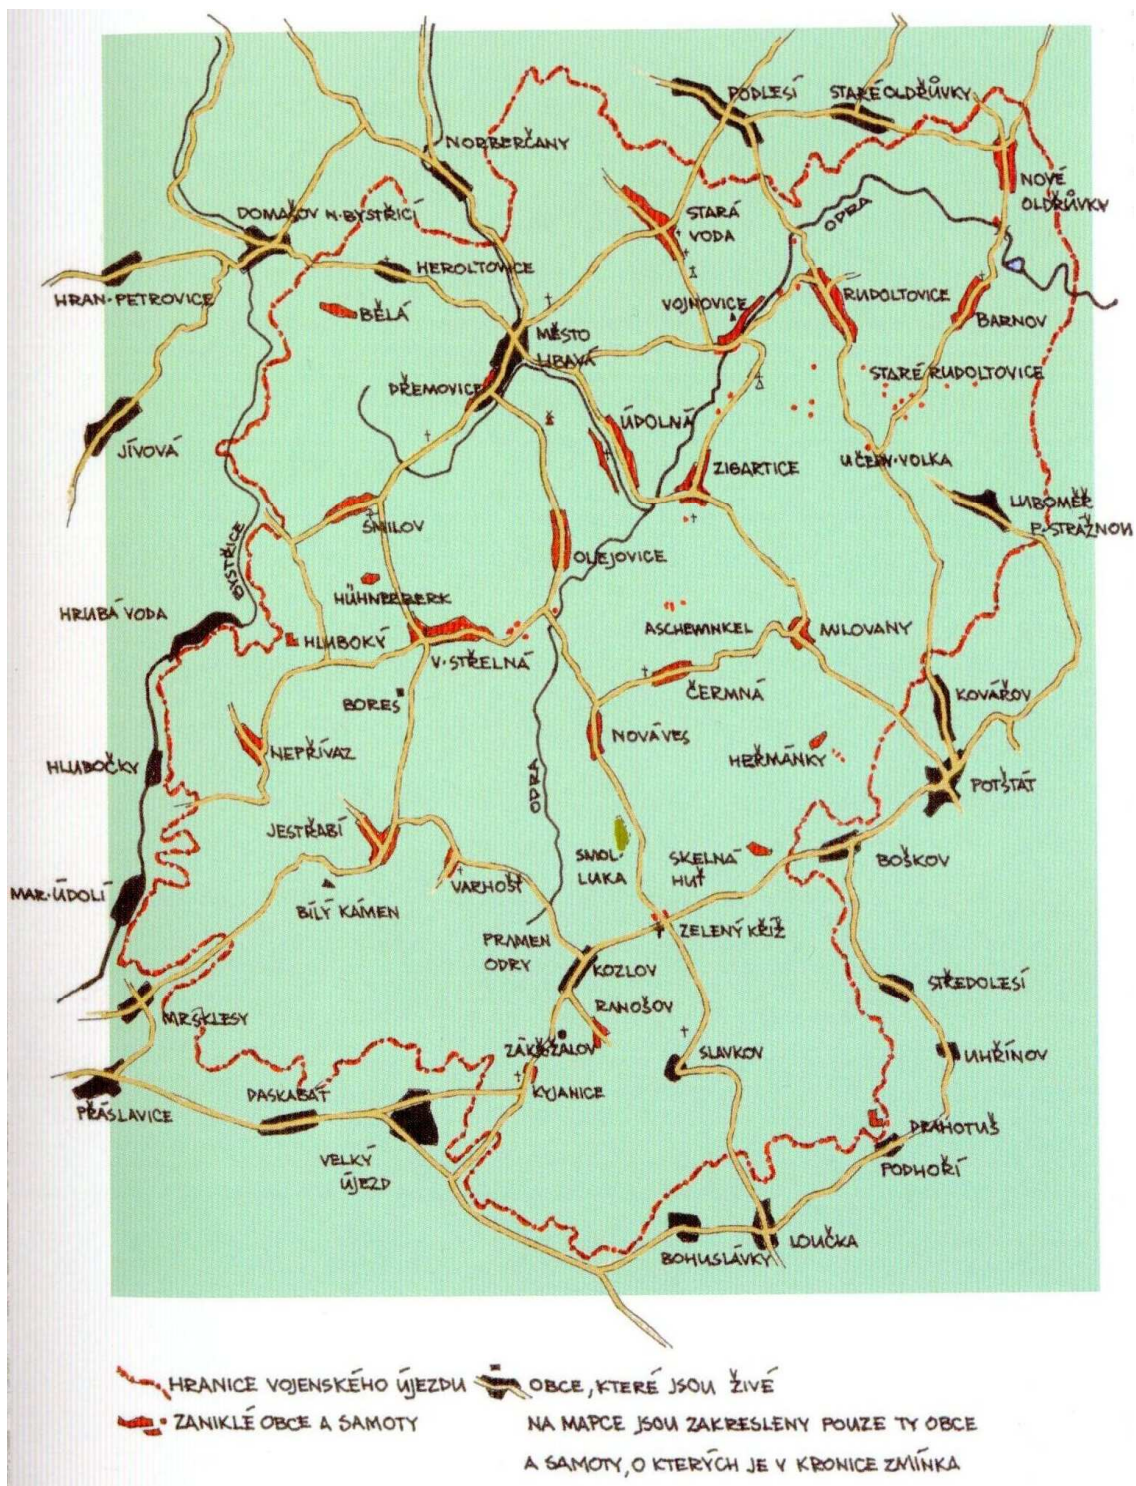 PODLESÍ
STARÉ OLDŘŮVKY
NORBERČANY
NOVÉ
OLDŘŮVKY
DOMAŠOV N. BYSTŘICÍ
STARÁ
VODA
ODRA
HEROLTOVICE
HRAN. PETROVICE
BĚLÁ
VOJNOVICE
RUDOLTOVICE
BARNOV
MĚSTO
LIBAVÁ
DŘEMOVICE
STARÉ RUDOLTOVICE
JÍVOVÁ
ÚDOLNÁ
ZIGARTICE
UČEDN. VOLKA
LUBOMĚŘ
P. STRÁŽNOU
SMILOV
OLEJOVICE
BYSTŘICE
HÜHNERBERK
HRUBÁ VODA
HLUBOKÝ
V. STŘELNÁ
ASCHEWINKEL
MILOVANY
ČERMNÁ
KOVÁŘOV
BOREŠ
NEPŘÍVAZ
NOVÁ VES
HEŘMÁNKY
HLUBOČKY
POTŠTÁT
ODRA
JESTŘABÍ
SMOL.
LUKA
SKELNÁ
HUŤ
BOŠKOV
VARHOŠŤ
MAR. ÚDOLÍ
BÍLÝ KÁMEN
PRAMEN
ODRY
ZELENÝ KŘÍŽ
KOZLOV
STŘEDOLESÍ
RANOŠOV
MRSKLESY
SLAVKOV
UHŘÍNOV
DASKABÁT
KYJANICE
PŘÁSLAVICE
DRAHOTUŠ
VELKÝ
ÚJEZD
PODHOŘÍ
LOUČKA
BOHUSLÁVKY
HRANICE VOJENSKÉHO ÚJEZDU
OBCE, KTERÉ JSOU ŽIVÉ
ZANIKLÉ OBCE A SAMOTY
NA MAPCE JSOU ZAKRESLENY POUZE TY OBCE
A SAMOTY, O KTERÝCH JE V KRONICE ZMÍNKA